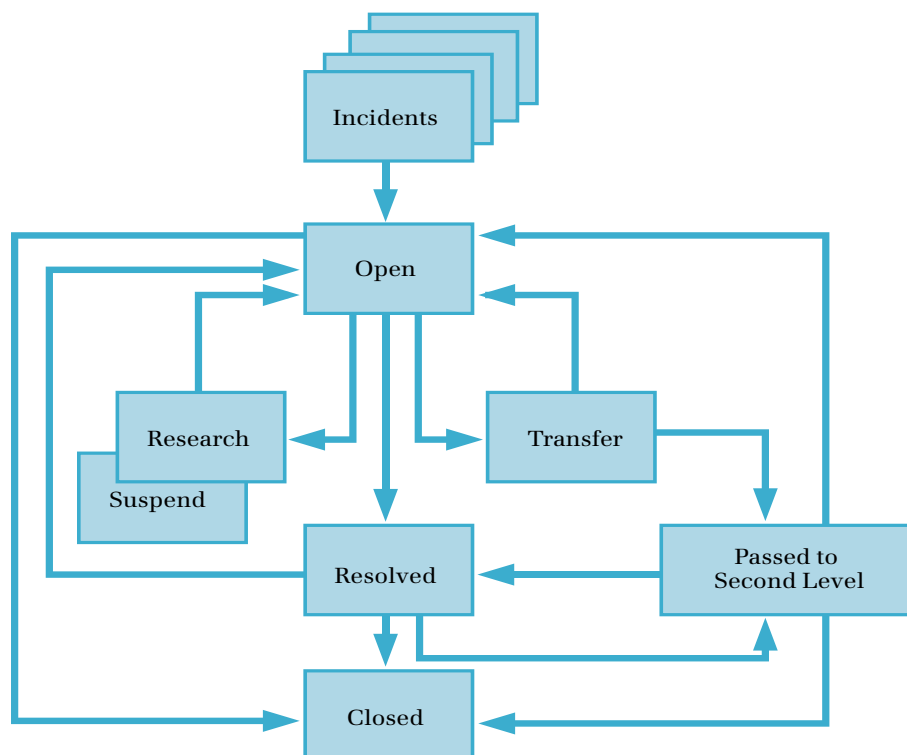 Incidents
Open
Research
Transfer
Suspend
Resolved
Passed to
Second Level
Closed